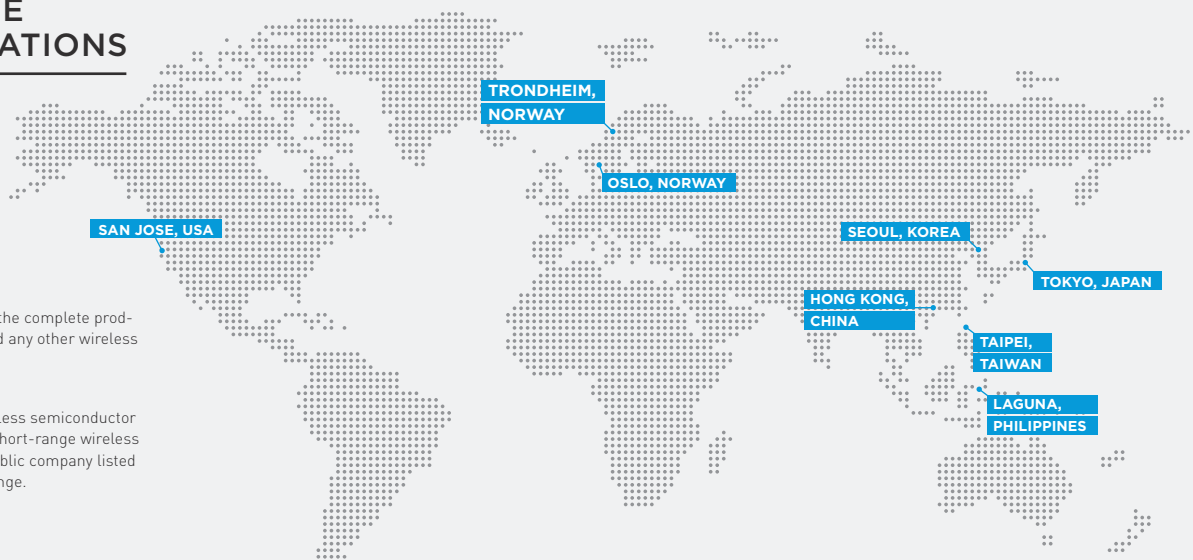 E
ATIONS
TRONDHEIM,
NORWAY
OSLO, NORWAY
SAN JOSE, USA
SEOUL, KOREA
TOKYO, JAPAN
HONG KONG,
CHINA
TAIPEI,
TAIWAN
LAGUNA,
PHILIPPINES
the complete prod-
d any other wireless
less semiconductor
hort-range wireless
blic company listed
nge.